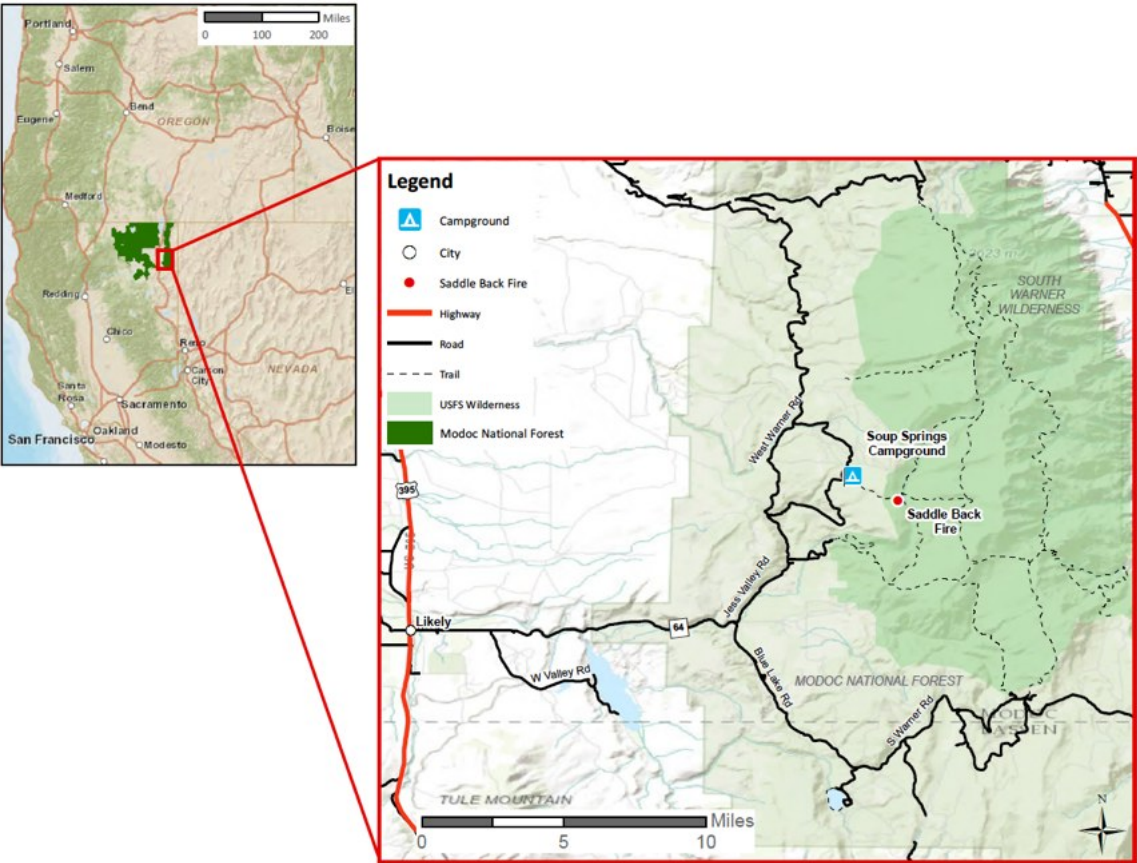 Miles
0 100 200
Portland
Salem
Bend
Eugene
OREGON
Boise
Medford
Redding
Chico
Reno
Carson
City
NEVADA
El
Santa
Rosa
Sacramento
Oakland
San Francisco
Modesto
Legend
Campground
City
Saddle Back Fire
Highway
Road
Trail
USFS Wilderness
Modoc National Forest
SOUTH
WARNER
WILDERNESS
West Warner Rd
Soup Springs
Campground
Saddle Back
Fire
395
Jess Valley Rd
Likely
64
W Valley Rd
Blue Lake Rd
MODOC NATIONAL FOREST
S Warner Rd
MODOC
LASSEN
TULE MOUNTAIN
N
Miles
0 5 10